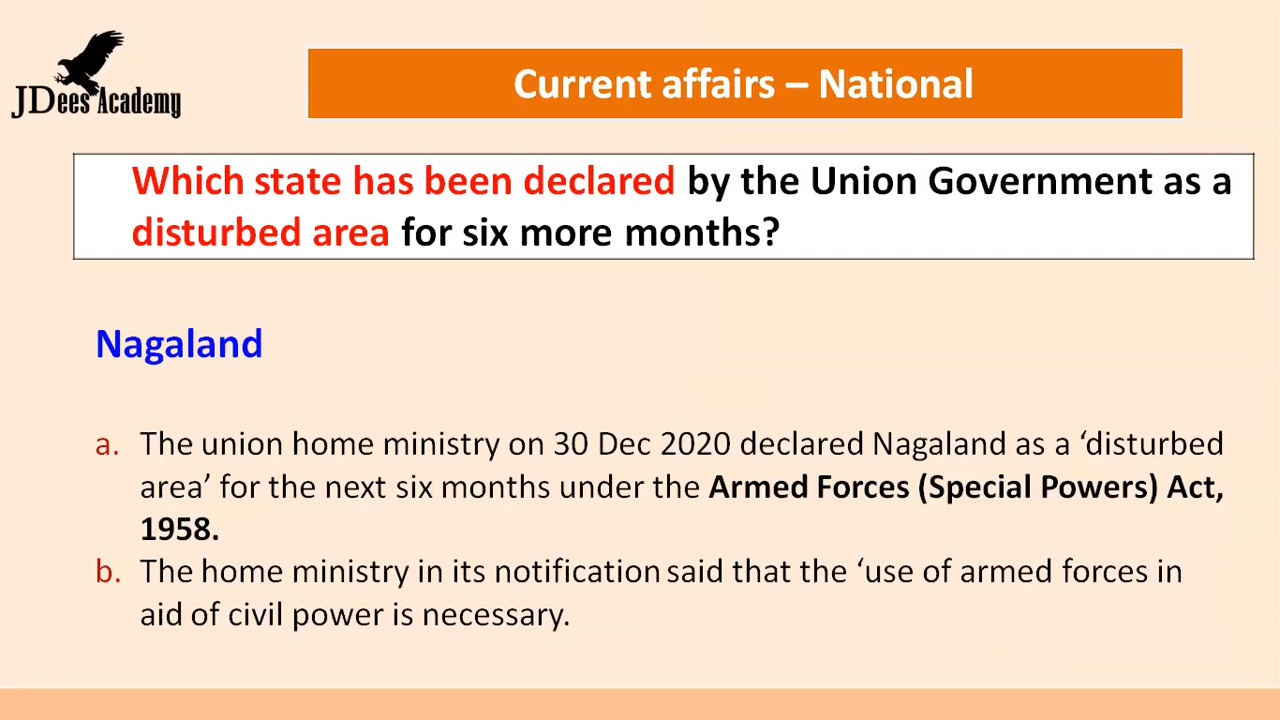 JDees Academy
Current affairs – National
Which state has been declared by the Union Government as a
disturbed area for six more months?
Nagaland
a. The union home ministry on 30 Dec 2020 declared Nagaland as a ‘disturbed
area’ for the next six months under the Armed Forces (Special Powers) Act,
1958.
b. The home ministry in its notification said that the ‘use of armed forces in
aid of civil power is necessary.